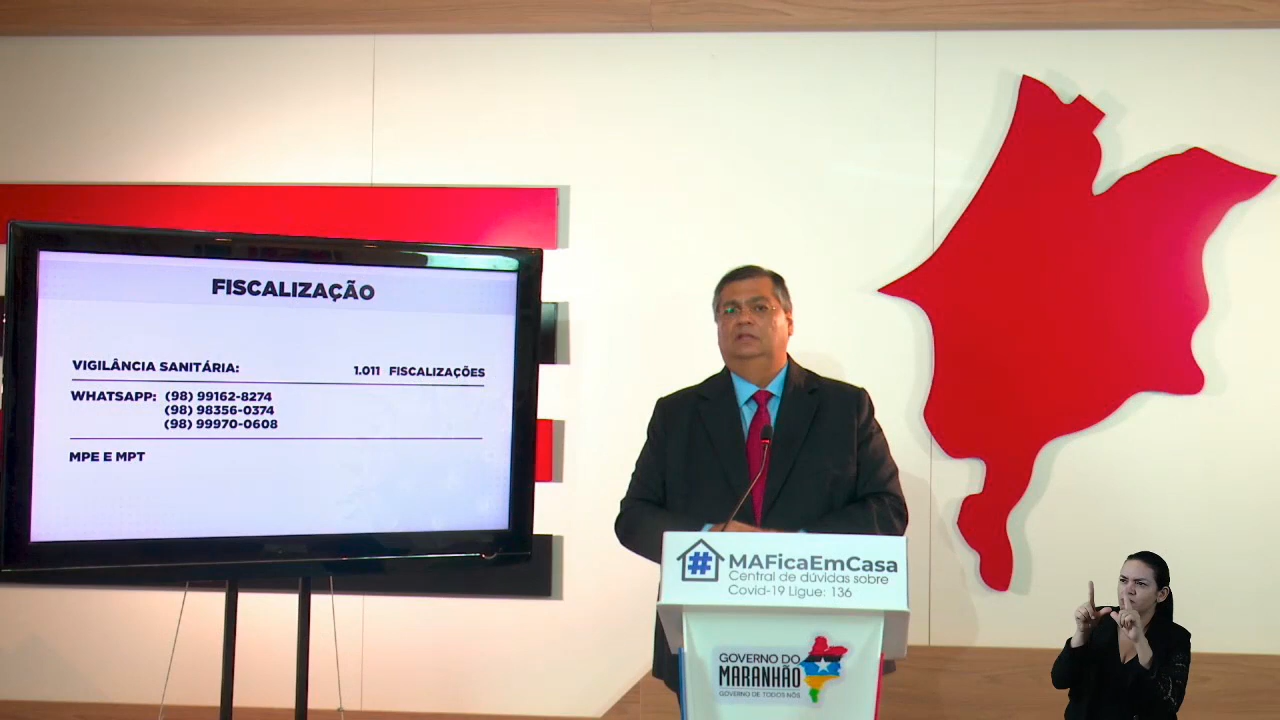 FISCALIZAÇÃO
VIGILÂNCIA SANITÁRIA: 1.011 FISCALIZAÇÕES
WHATSAPP: (98) 99162-8274
(98) 98356-0374
(98) 99970-0608
MPE E MPT
#MAFicaEmCasa
Central de dúvidas sobre
Covid-19 Ligue: 136
GOVERNO DO
MARANHÃO
GOVERNO DE TODOS NÓS